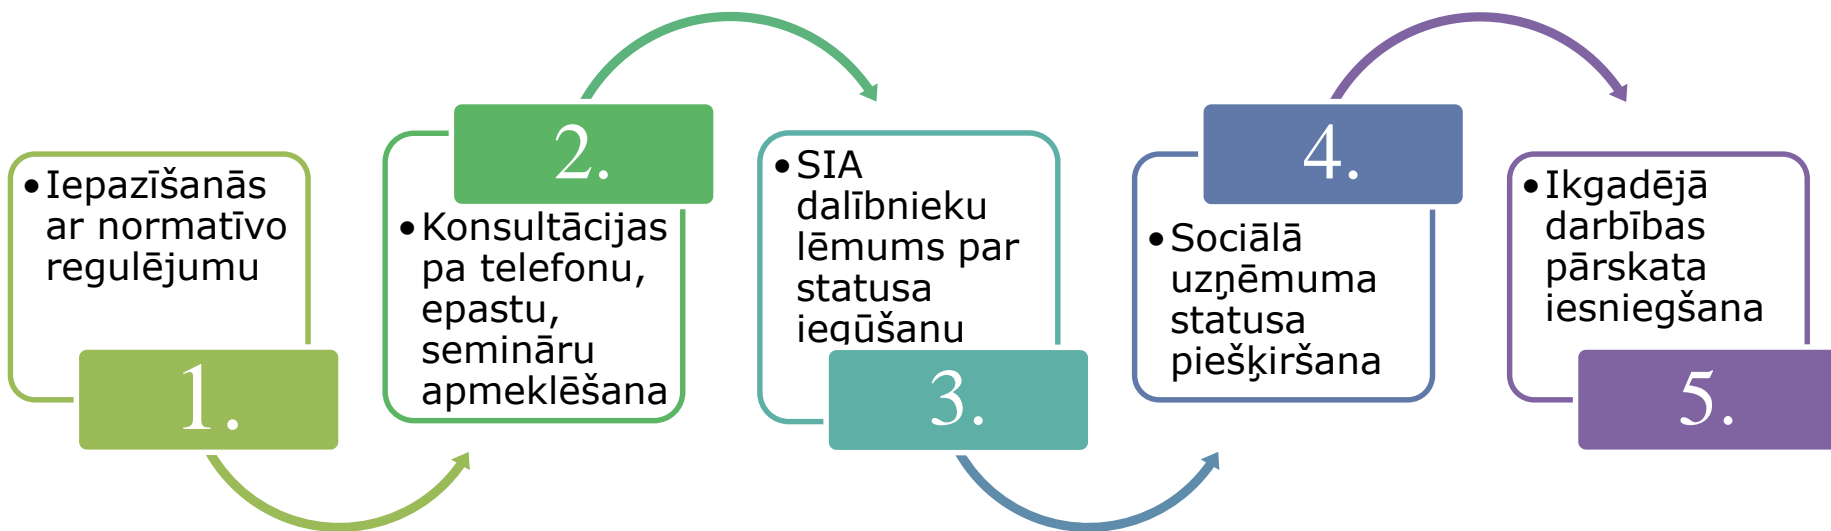 • Iepazīšanās
ar normatīvo
regulējumu
1.
2.
• Konsultācijas
pa telefonu,
epastu,
semināru
apmeklēšana
• SIA
dalībnieku
lēmums par
statusa
iegūšanu
3.
4.
• Sociālā
uzņēmuma
statusa
piešķiršana
• Ikgadējā
darbības
pārskata
iesniegšana
5.